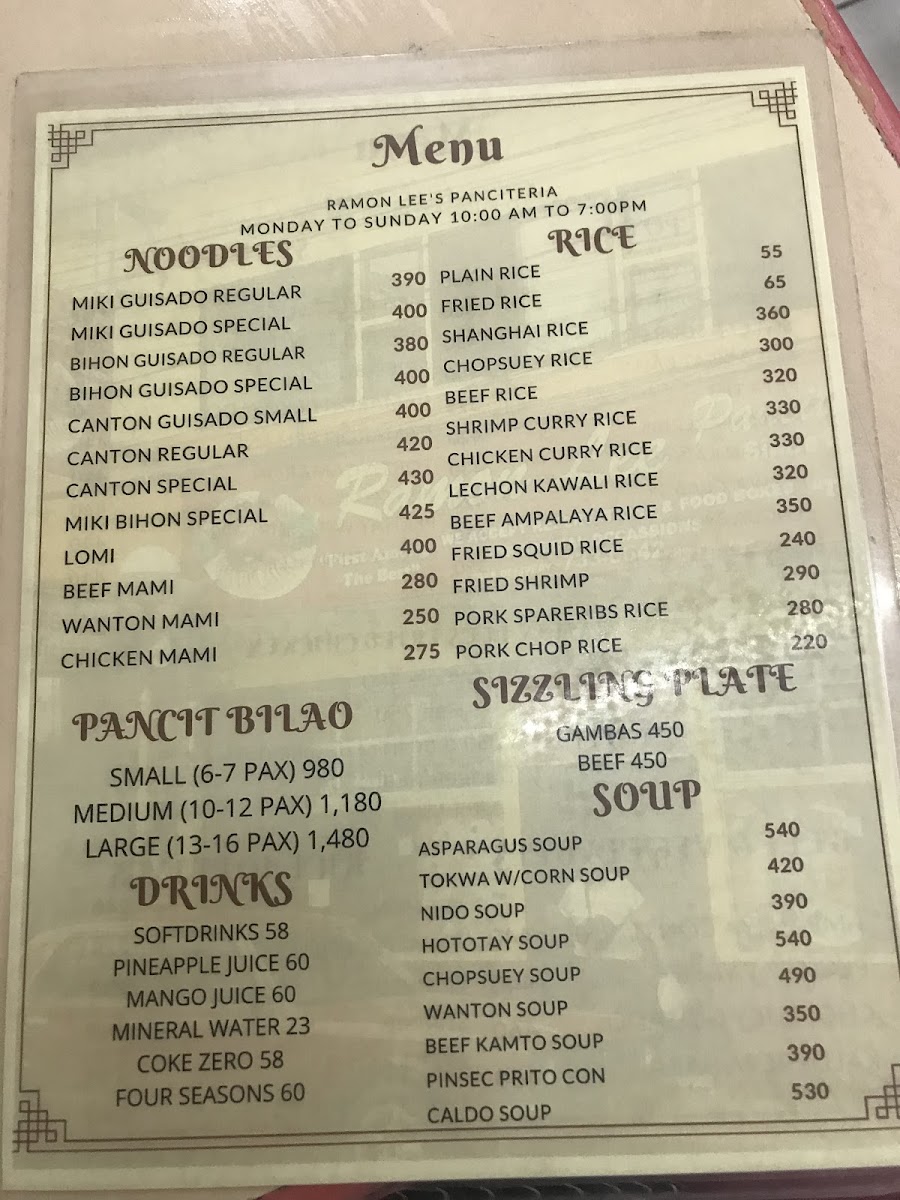 Menu
RAMON LEE'S PANCITERIA
MONDAY TO SUNDAY 10:00 AM TO 7:00PM
NOODLES
MIKI GUISADO REGULAR 390
MIKI GUISADO SPECIAL 400
BIHON GUISADO REGULAR 380
BIHON GUISADO SPECIAL 400
CANTON GUISADO SMALL 400
CANTON REGULAR 420
CANTON SPECIAL 430
MIKI BIHON SPECIAL 425
LOMI 400
BEEF MAMI 280
WANTON MAMI 250
CHICKEN MAMI 275
PANCIT BILAO
SMALL (6-7 PAX) 980
MEDIUM (10-12 PAX) 1,180
LARGE (13-16 PAX) 1,480
DRINKS
SOFTDRINKS 58
PINEAPPLE JUICE 60
MANGO JUICE 60
MINERAL WATER 23
COKE ZERO 58
FOUR SEASONS 60
RICE
PLAIN RICE 55
FRIED RICE 65
SHANGHAI RICE 360
CHOPSUEY RICE 300
BEEF RICE 320
SHRIMP CURRY RICE 330
CHICKEN CURRY RICE 330
LECHON KAWALI RICE 320
BEEF AMPALAYA RICE 350
FRIED SQUID RICE 240
FRIED SHRIMP 290
PORK SPARERIBS RICE 280
PORK CHOP RICE 220
SIZZLING PLATE
GAMBAS 450
BEEF 450
SOUP
ASPARAGUS SOUP 540
TOKWA W/CORN SOUP 420
NIDO SOUP 390
HOTOTAY SOUP 540
CHOPSUEY SOUP 490
WANTON SOUP 350
BEEF KAMTO SOUP 390
PINSEC PRITO CON 530
CALDO SOUP